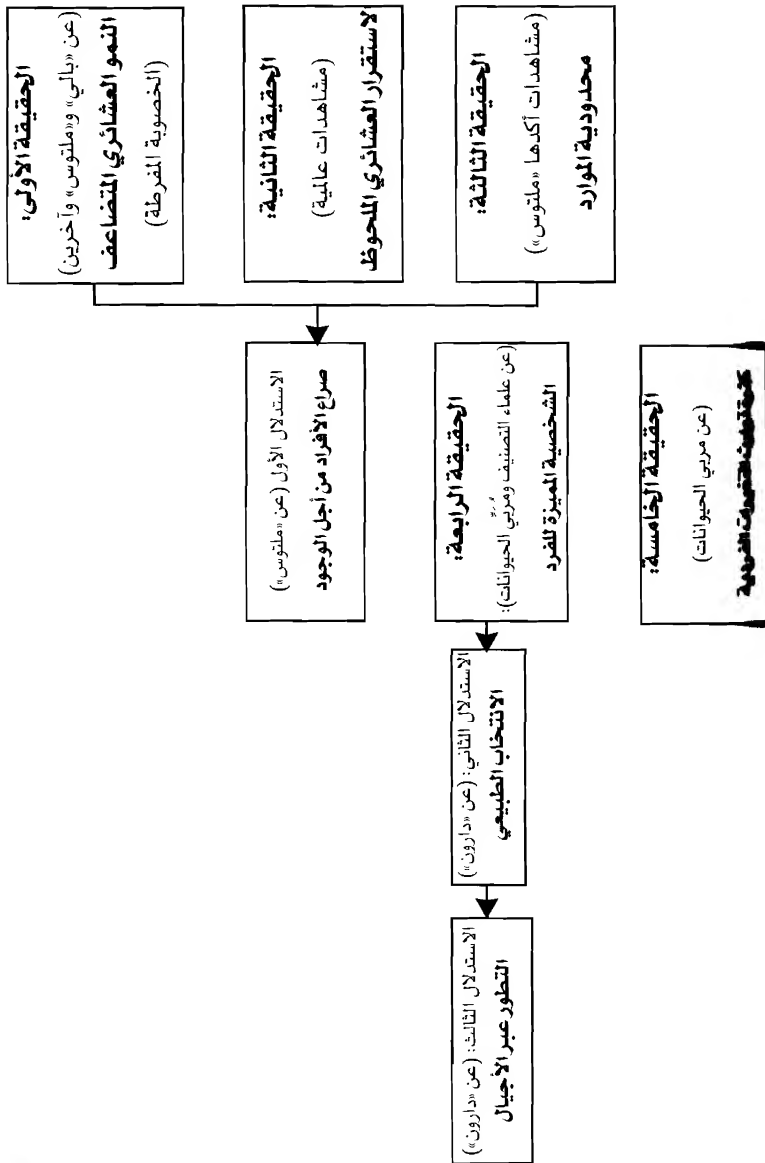 الحقيقة الأولى:
(عن «بالي» و«ملتوس» وآخرين)
النمو العشائري المتضاعف
(الخصوبة المفرطة)
الحقيقة الثانية:
(مشاهدات عالمية)
الاستقرار العشائري الملحوظ
الحقيقة الثالثة:
(مشاهدات أكدها «ملتوس»)
محدودية الموارد
الاستدلال الأول (عن «ملتوس»)
صراع الأفراد من أجل الوجود
الحقيقة الرابعة:
(عن علماء التصنيف ومربِّي الحيوانات):
الشخصية المميزة للفرد
الحقيقة الخامسة:
(عن مربي الحيوانات)
الفردية
الاستدلال الثاني: (عن «دارون»)
الانتخاب الطبيعي
الاستدلال الثالث: (عن «دارون»)
التطور عبر الأجيال